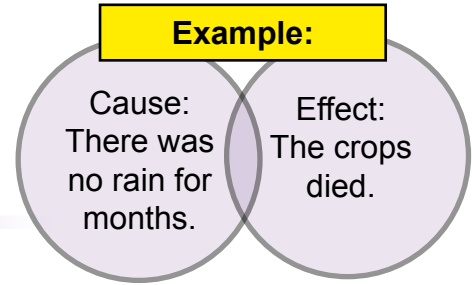 Example:
Cause:
There was
no rain for
months.
Effect:
The crops
died.